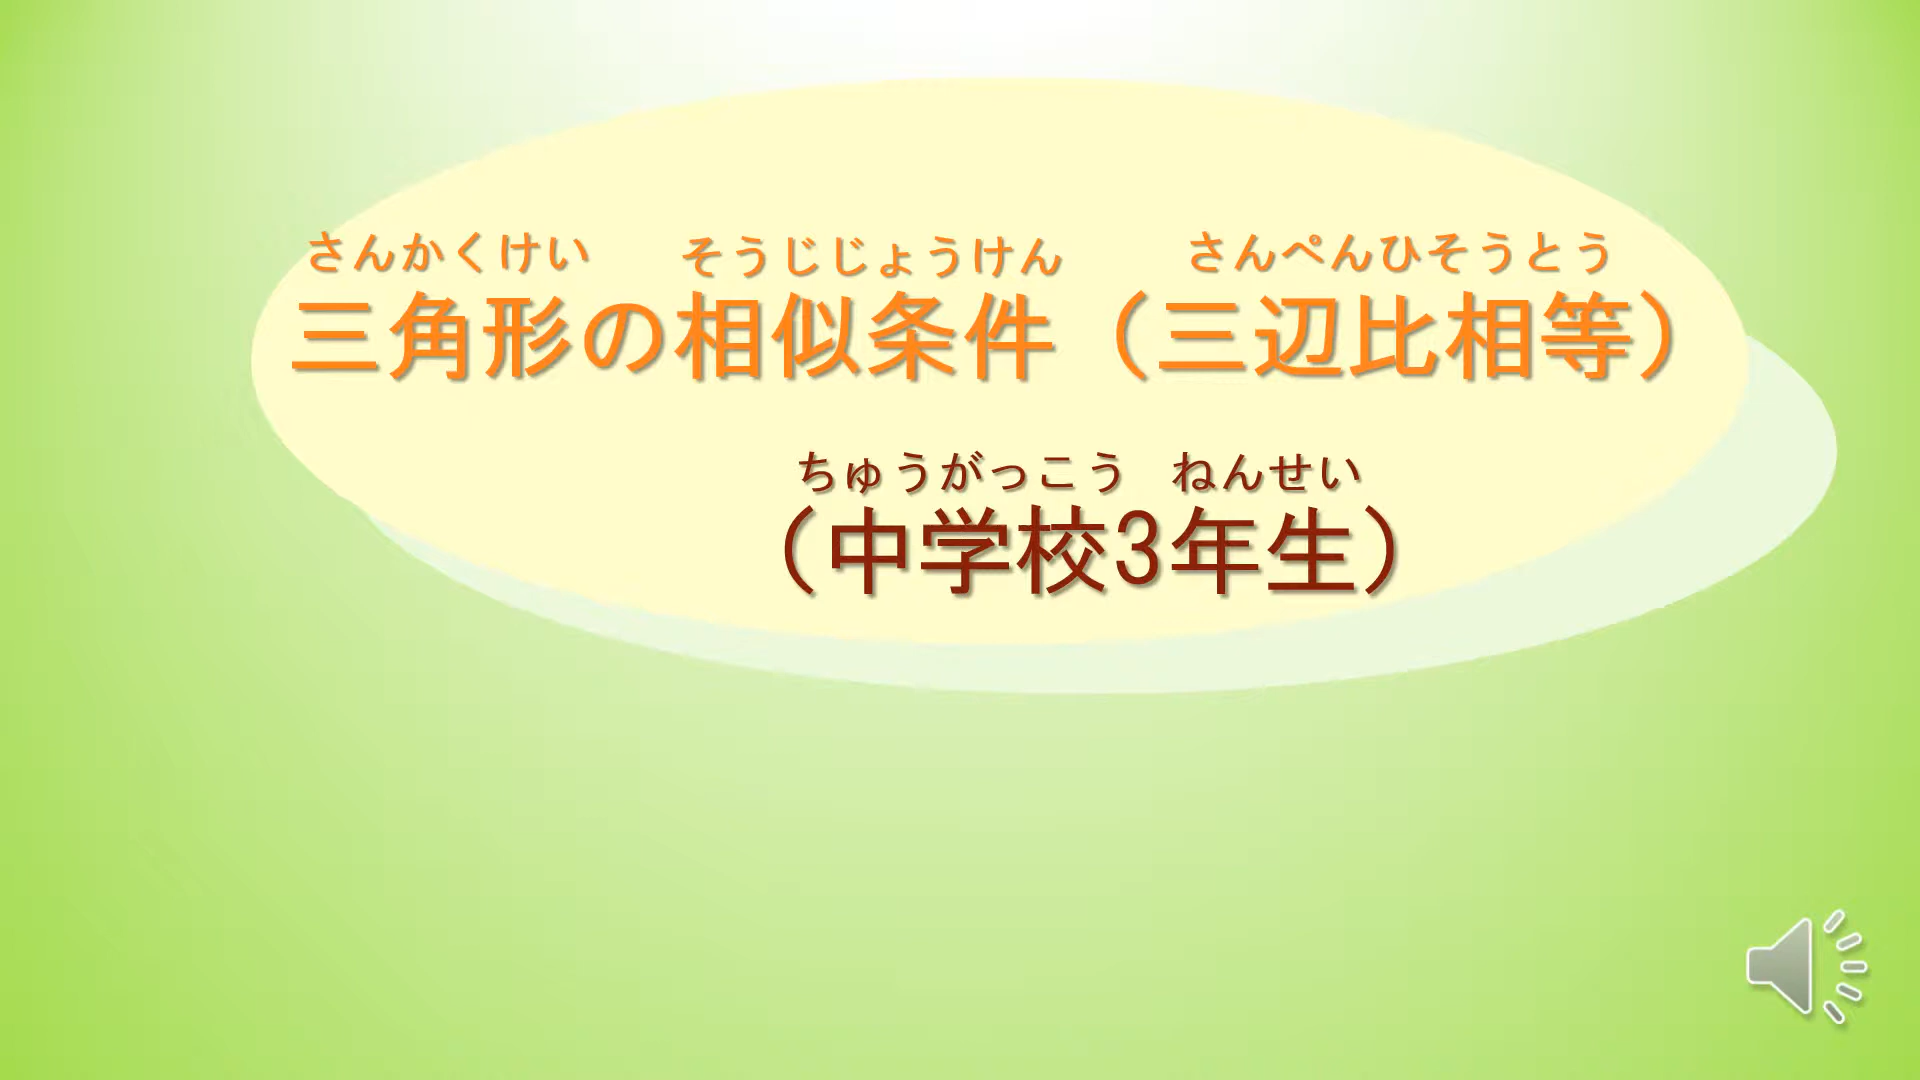 さんかくけい そうじじょうけん さんぺんひそうとう
三角形の相似条件（三辺比相等）
ちゅうがっこう ねんせい
（中学校3年生）